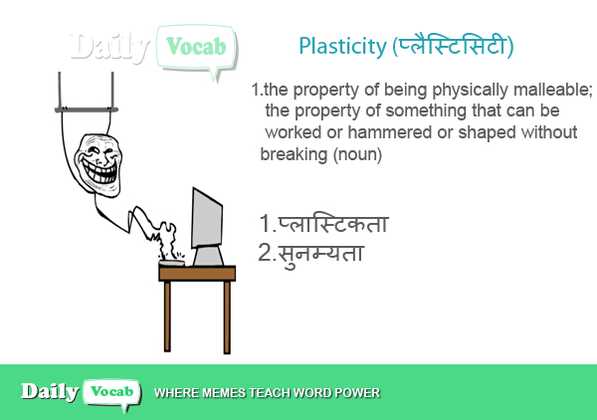 Daily Vocab
Plasticity (प्लैस्टिसिटी)
1.the property of being physically malleable;
the property of something that can be
worked or hammered or shaped without
breaking (noun)
1.प्लास्टिकता
2.सुनम्यता
Daily Vocab WHERE MEMES TEACH WORD POWER